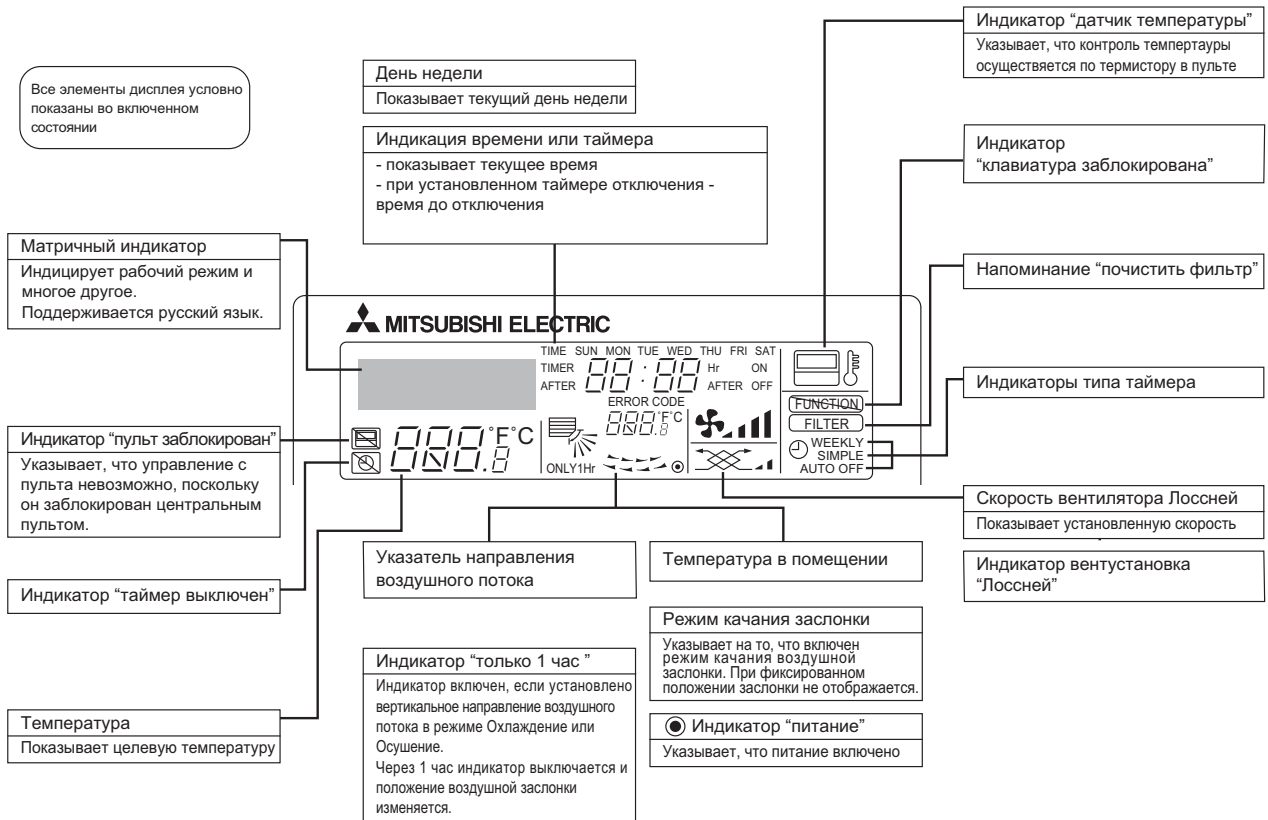 Все элементы дисплея условно
показаны во включенном
состоянии
День недели
Показывает текущий день недели
Индикация времени или таймера
- показывает текущее время
- при установленном таймере отключения -
время до отключения
Индикатор “датчик температуры”
Указывает, что контроль темпертауры
осуществяется по термистору в пульте
Индикатор
“клавиатура заблокирована”
Напоминание “почистить фильтр”
Индикаторы типа таймера
Скорость вентилятора Лоссней
Показывает установленную скорость
Индикатор вентустановка
“Лоссней”
Матричный индикатор
Индицирует рабочий режим и
многое другое.
Поддерживается русский язык.
Индикатор “пульт заблокирован”
Указывает, что управление с
пульта невозможно, поскольку
он заблокирован центральным
пультом.
Индикатор “таймер выключен”
Температура
Показывает целевую температуру
MITSUBISHI ELECTRIC
TIME SUN MON TUE WED THU FRI SAT
TIMER 88:88 Hr ON
AFTER AFTER OFF
ERROR CODE
FUNCTION
FILTER
WEEKLY
SIMPLE
AUTO OFF
°F°C
°F°C
ONLY1Hr
Указатель направления
воздушного потока
Температура в помещении
Индикатор “только 1 час ”
Индикатор включен, если установлено
вертикальное направление воздушного
потока в режиме Охлаждение или
Осушение.
Через 1 час индикатор выключается и
положение воздушной заслонки
изменяется.
Режим качания заслонки
Указывает на то, что включен
режим качания воздушной
заслонки. При фиксированном
положении заслонки не отображается.
Индикатор “питание”
Указывает, что питание включено